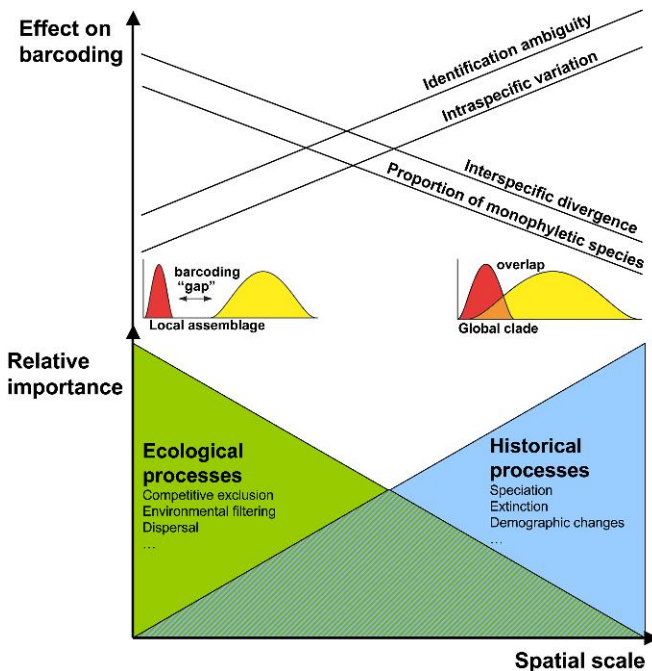 Effect on
barcoding
Identification ambiguity
Intraspecific variation
Interspecific divergence
Proportion of monophyletic species
barcoding
"gap"
Local assemblage
overlap
Global clade
Relative
importance
Ecological
processes
Competitive exclusion
Environmental filtering
Dispersal
...
Historical
processes
Speciation
Extinction
Demographic changes
...
Spatial scale